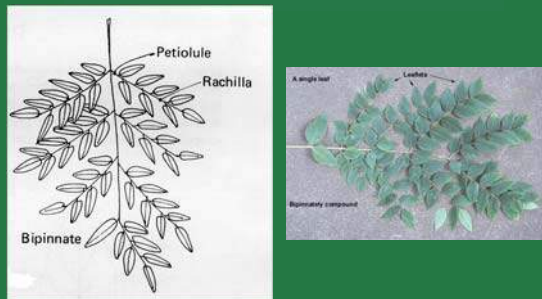 Petiolule
Rachilla
Bipinnate
A single leaf
Leaflets
Bipinnately compound